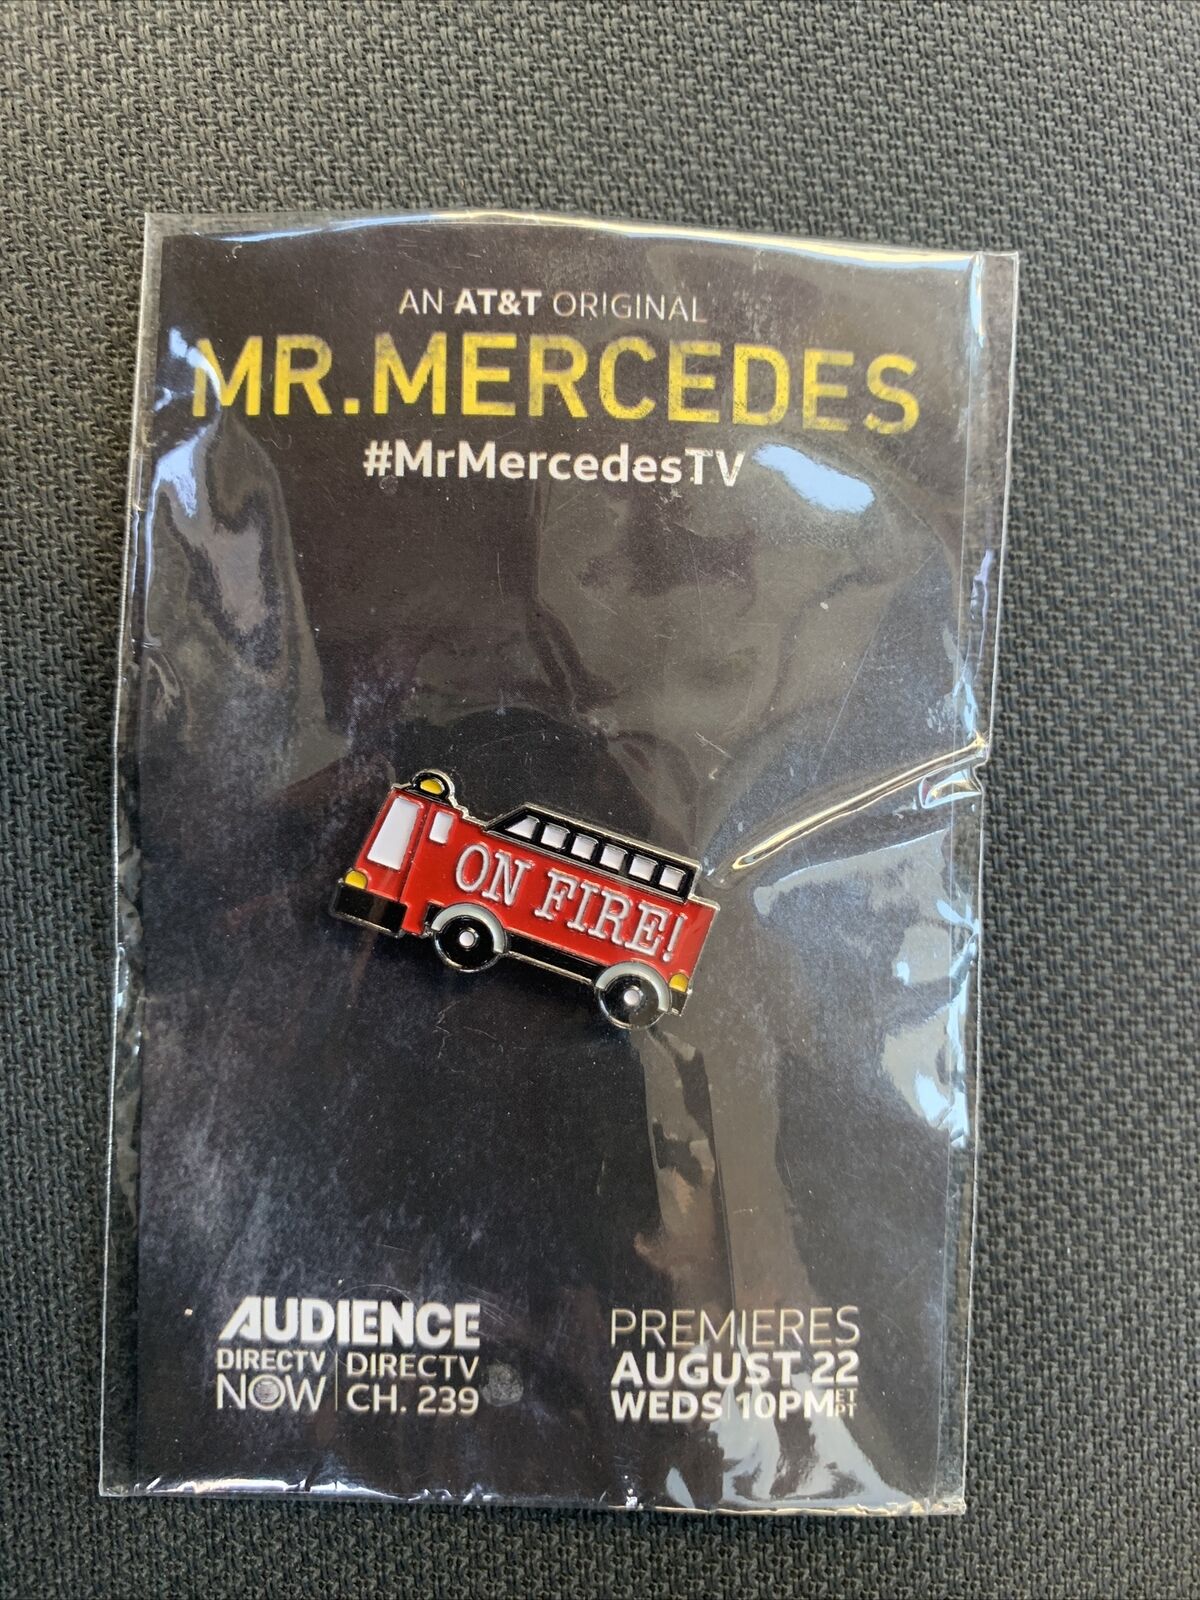 AN AT&T ORIGINAL
MR.MERCEDES
#MrMercedesTV
ON FIRE!
AUDIENCE
DIRECTV NOW
DIRECTV CH. 239
PREMIERES
AUGUST 22
WEDS 10PM ET PT